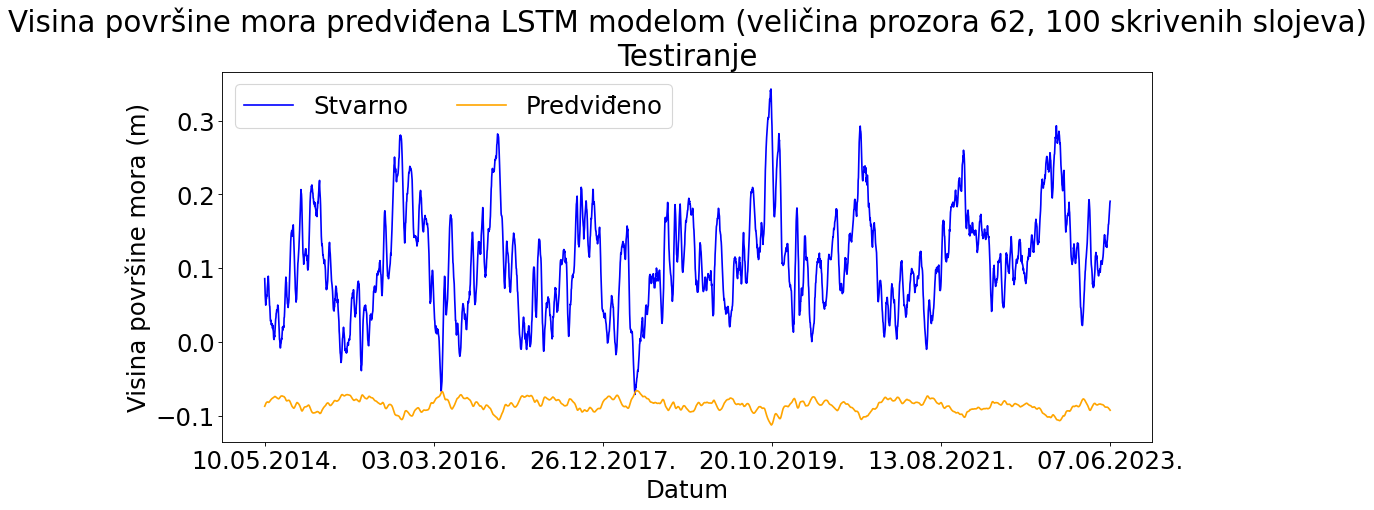 Visina površine mora predviđena LSTM modelom (veličina prozora 62, 100 skrivenih slojeva)
Testiranje
Stvarno
Predviđeno
Visina površine mora (m)
0.3
0.2
0.1
0.0
−0.1
10.05.2014.
03.03.2016.
26.12.2017.
20.10.2019.
13.08.2021.
07.06.2023.
Datum